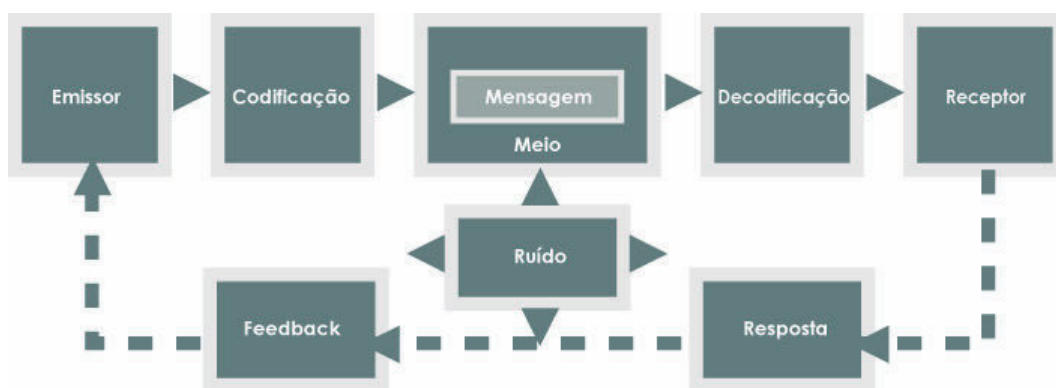 Emissor
Codificação
Mensagem
Meio
Decodificação
Receptor
Ruído
Feedback
Resposta